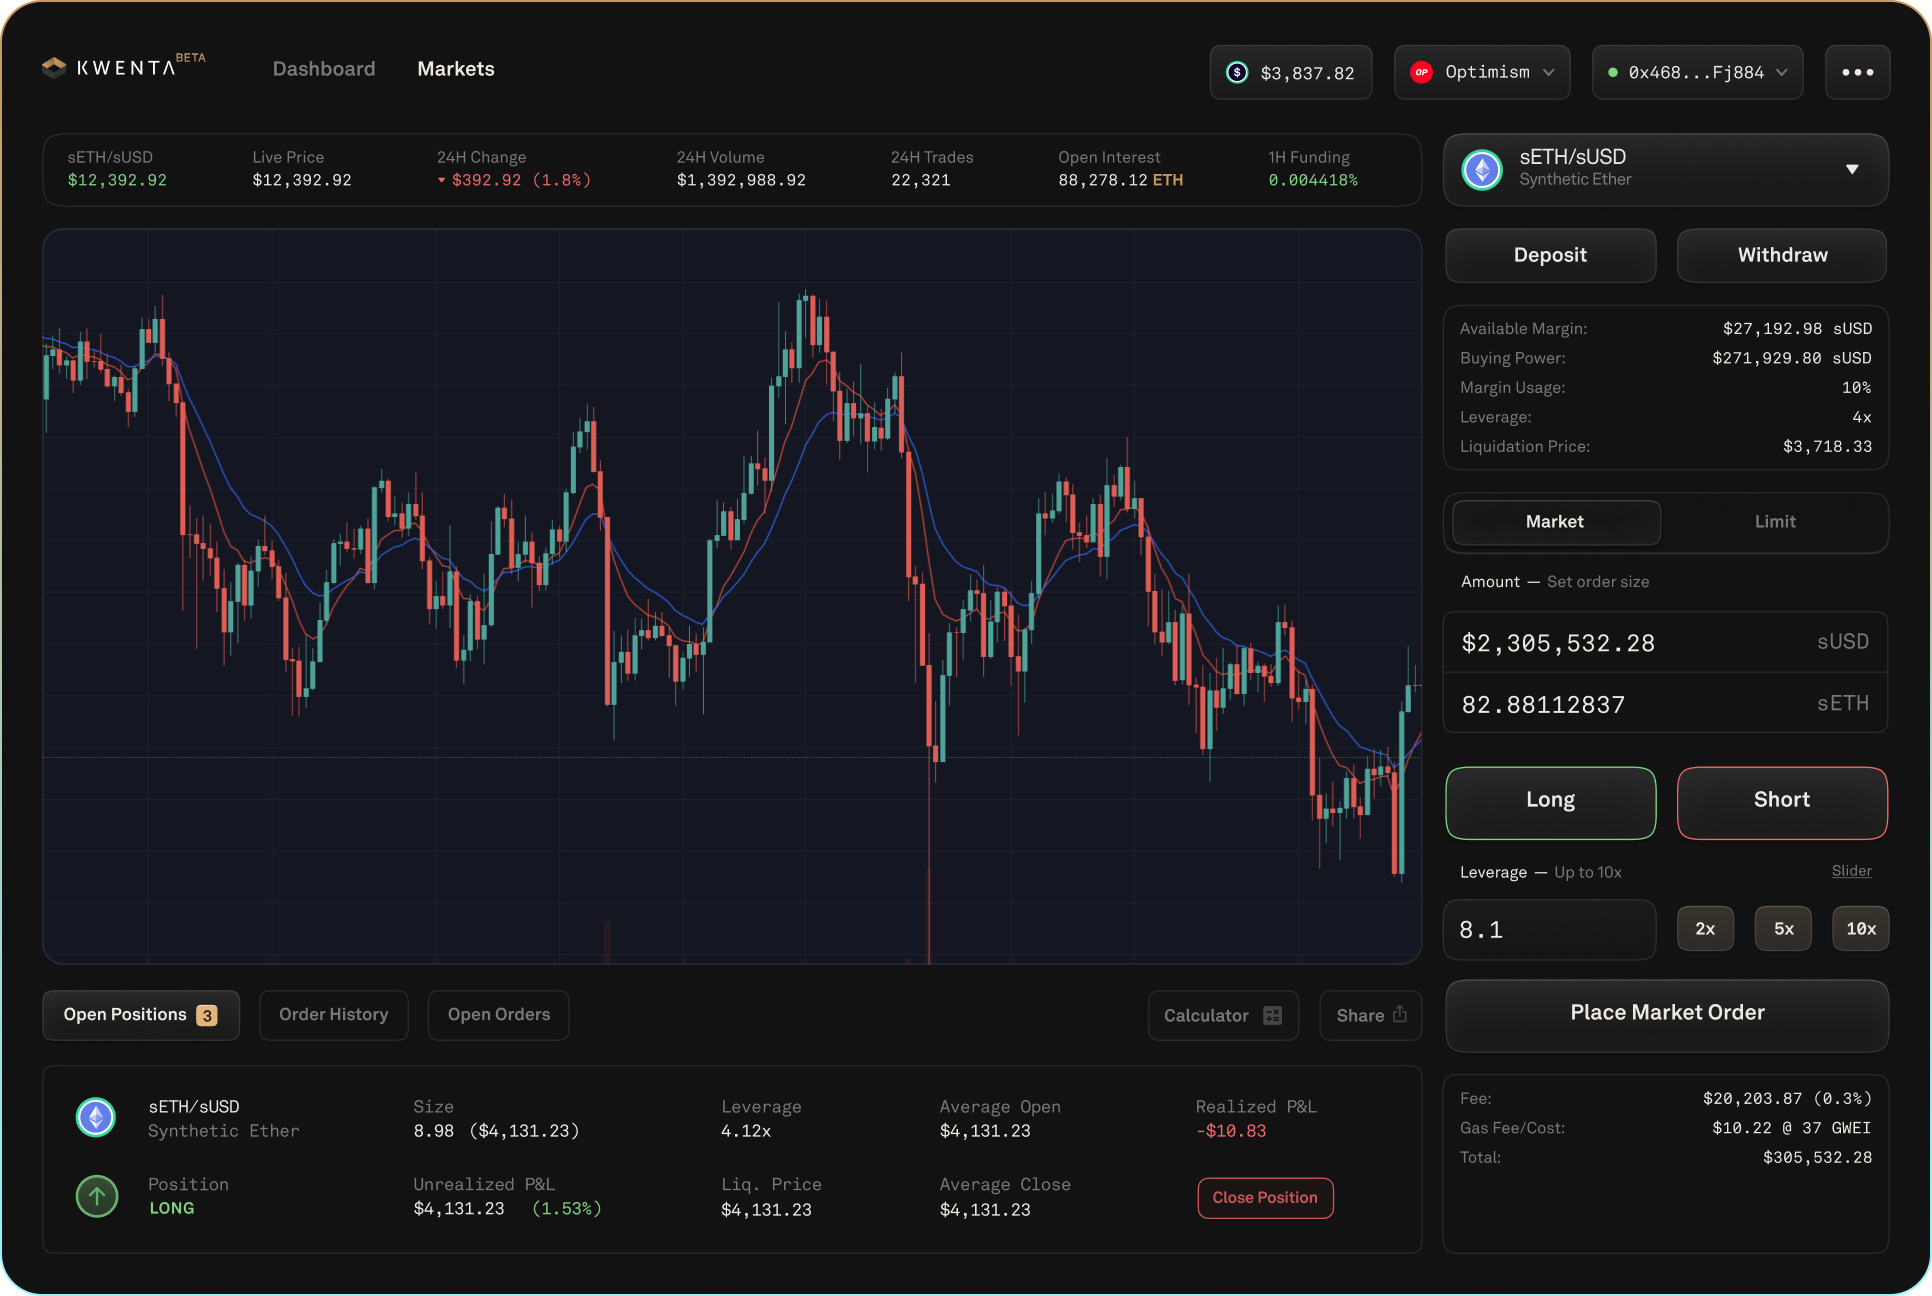 KWENTA BETA
Dashboard
Markets
$ $3,837.82
OP Optimism
0x468...Fj884
sETH/sUSD
$12,392.92
Live Price
$12,392.92
24H Change
$392.92 (1.8%)
24H Volume
$1,392,988.92
24H Trades
22,321
Open Interest
88,278.12 ETH
1H Funding
0.004418%
sETH/sUSD
Synthetic Ether
Deposit
Withdraw
Available Margin: $27,192.98 sUSD
Buying Power: $271,929.80 sUSD
Margin Usage: 10%
Leverage: 4x
Liquidation Price: $3,718.33
Market
Limit
Amount — Set order size
$2,305,532.28 sUSD
82.88112837 sETH
Long
Short
Leverage — Up to 10x
Slider
8.1
2x
5x
10x
Place Market Order
Fee: $20,203.87 (0.3%)
Gas Fee/Cost: $10.22 @ 37 GWEI
Total: $305,532.28
Open Positions 3
Order History
Open Orders
Calculator
Share
sETH/sUSD
Synthetic Ether
Size
8.98 ($4,131.23)
Leverage
4.12x
Average Open
$4,131.23
Realized P&L
-$10.83
Position
LONG
Unrealized P&L
$4,131.23 (1.53%)
Liq. Price
$4,131.23
Average Close
$4,131.23
Close Position